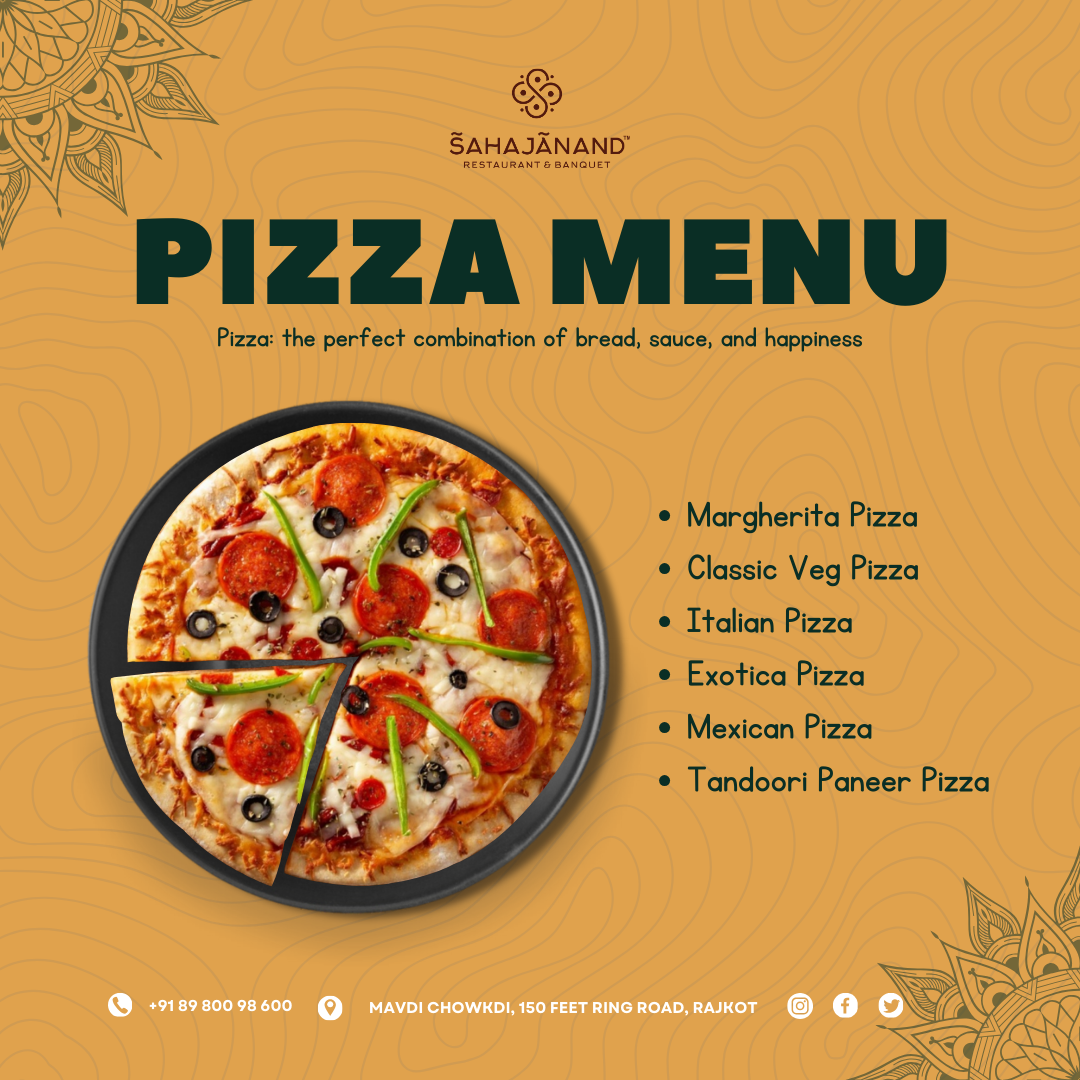 S̃AHAJÃNAND™
RESTAURANT & BANQUET
PIZZA MENU
Pizza: the perfect combination of bread, sauce, and happiness
• Margherita Pizza
• Classic Veg Pizza
• Italian Pizza
• Exotica Pizza
• Mexican Pizza
• Tandoori Paneer Pizza
+91 89 800 98 600 MAVDI CHOWKDI, 150 FEET RING ROAD, RAJKOT